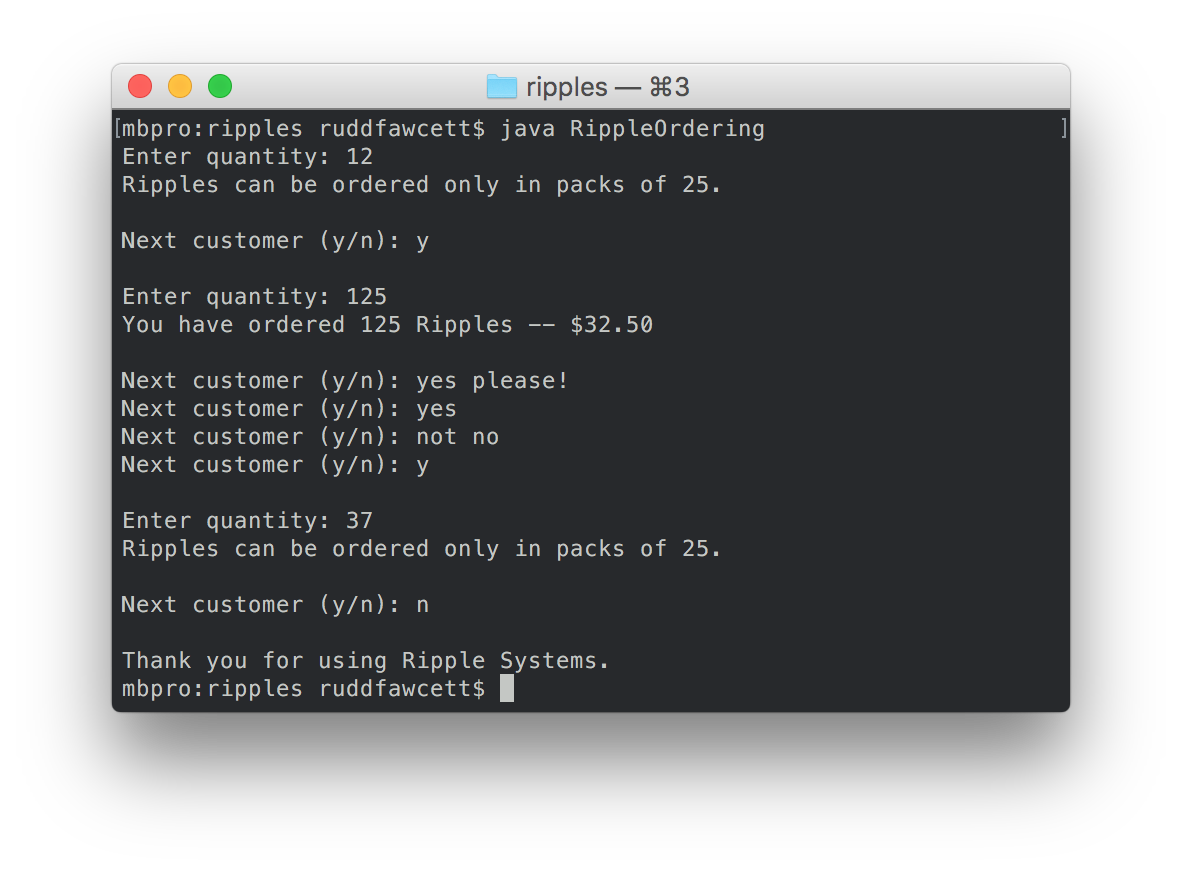 ripples — ⌘3
[mbpro:ripples ruddfawcett$ java RippleOrdering ]
Enter quantity: 12
Ripples can be ordered only in packs of 25.
Next customer (y/n): y
Enter quantity: 125
You have ordered 125 Ripples -- $32.50
Next customer (y/n): yes please!
Next customer (y/n): yes
Next customer (y/n): not no
Next customer (y/n): y
Enter quantity: 37
Ripples can be ordered only in packs of 25.
Next customer (y/n): n
Thank you for using Ripple Systems.
mbpro:ripples ruddfawcett$